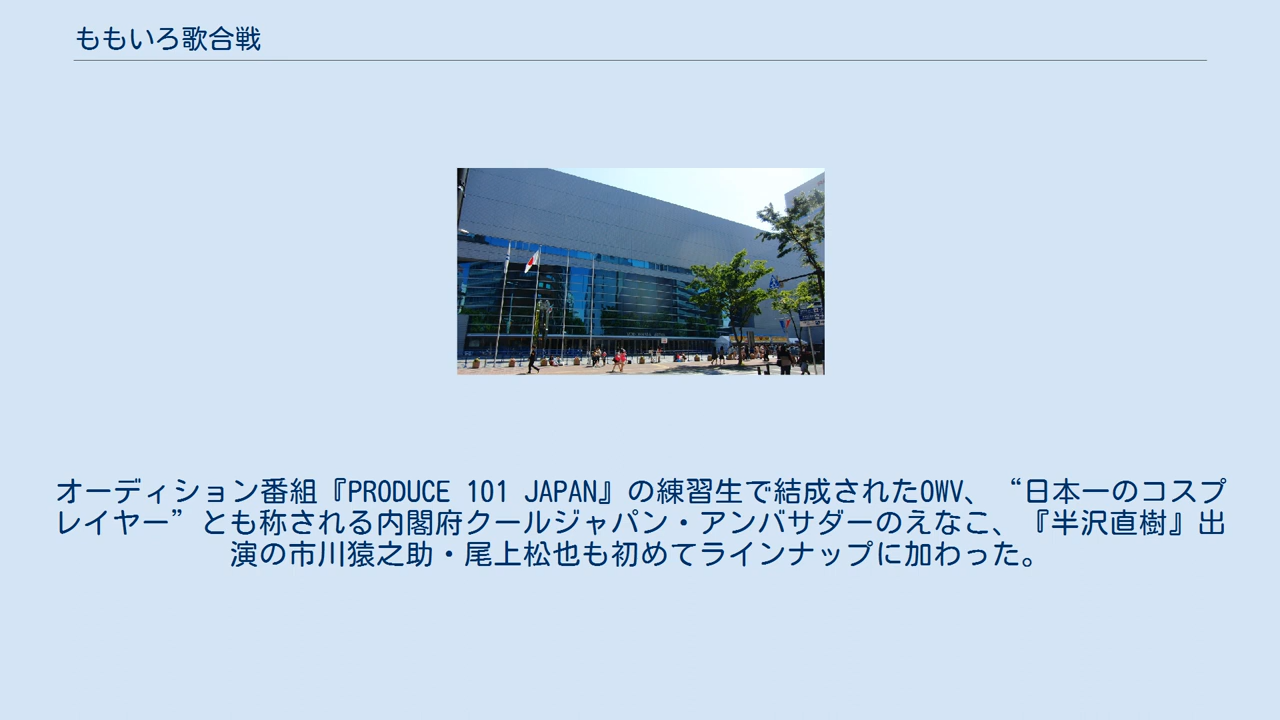 ももいろ歌合戦
オーディション番組『PRODUCE 101 JAPAN』の練習生で結成されたOWV、“日本一のコスプ
レイヤー”とも称される内閣府クールジャパン・アンバサダーのえなこ、『半沢直樹』出
演の市川猿之助・尾上松也も初めてラインナップに加わった。